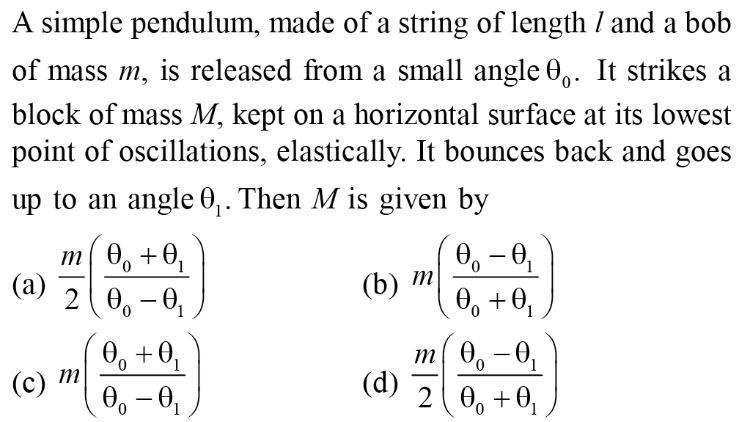 A simple pendulum, made of a string of length l and a bob
of mass m, is released from a small angle θ₀. It strikes a
block of mass M, kept on a horizontal surface at its lowest
point of oscillations, elastically. It bounces back and goes
up to an angle θ₁. Then M is given by
(a) m/2 ( (θ₀ + θ₁) / (θ₀ − θ₁) ) (b) m ( (θ₀ − θ₁) / (θ₀ + θ₁) )
(c) m ( (θ₀ + θ₁) / (θ₀ − θ₁) ) (d) m/2 ( (θ₀ − θ₁) / (θ₀ + θ₁) )